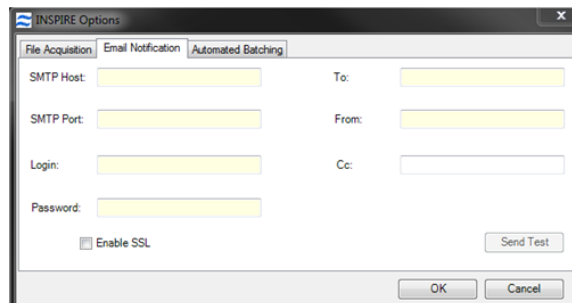 INSPIRE Options
File Acquisition Email Notification Automated Batching
SMTP Host: To:
SMTP Port: From:
Login: Cc:
Password:
Enable SSL Send Test
OK Cancel